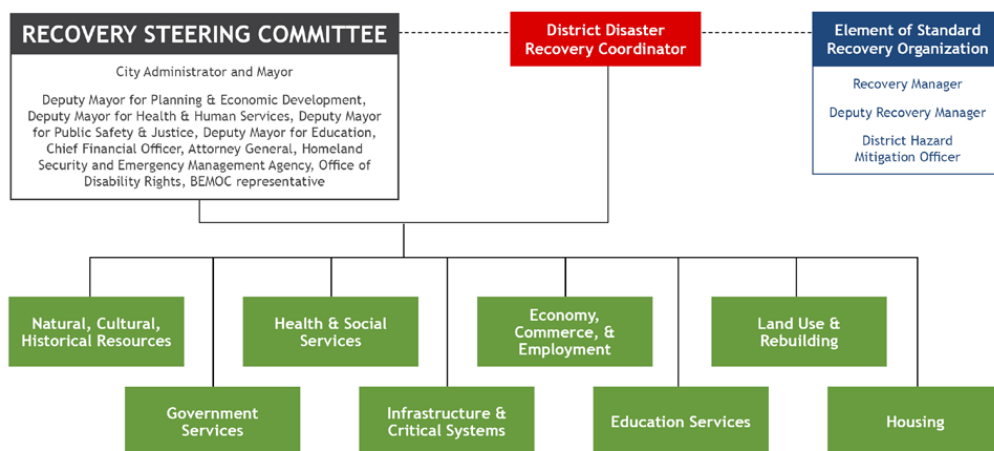 RECOVERY STEERING COMMITTEE
City Administrator and Mayor
Deputy Mayor for Planning & Economic Development,
Deputy Mayor for Health & Human Services, Deputy Mayor
for Public Safety & Justice, Deputy Mayor for Education,
Chief Financial Officer, Attorney General, Homeland
Security and Emergency Management Agency, Office of
Disability Rights, BEMOC representative
District Disaster
Recovery Coordinator
Element of Standard
Recovery Organization
Recovery Manager
Deputy Recovery Manager
District Hazard
Mitigation Officer
Natural, Cultural,
Historical Resources
Health & Social
Services
Economy,
Commerce, &
Employment
Land Use &
Rebuilding
Government
Services
Infrastructure &
Critical Systems
Education Services
Housing